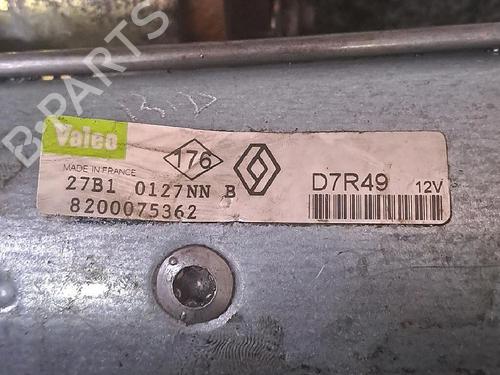 B-PARTS
Valeo
MADE IN FRANCE
176
27B1 0127NN B
8200075362
D7R49
12V